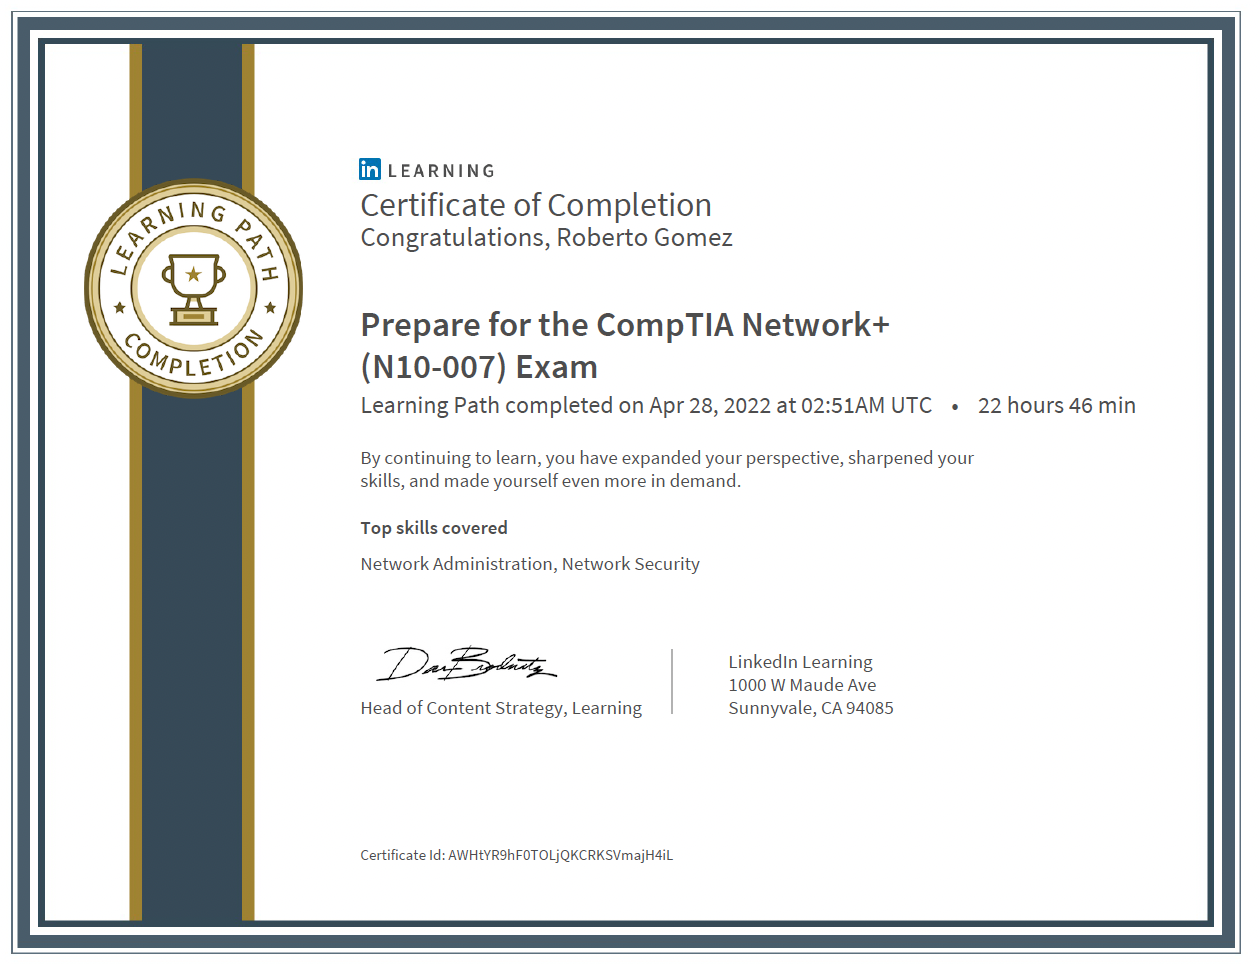 LEARNING PATH
COMPLETION
in LEARNING
Certificate of Completion
Congratulations, Roberto Gomez
Prepare for the CompTIA Network+
(N10-007) Exam
Learning Path completed on Apr 28, 2022 at 02:51AM UTC • 22 hours 46 min
By continuing to learn, you have expanded your perspective, sharpened your
skills, and made yourself even more in demand.
Top skills covered
Network Administration, Network Security
Head of Content Strategy, Learning
LinkedIn Learning
1000 W Maude Ave
Sunnyvale, CA 94085
Certificate Id: AWHtYR9hF0TOLjQKCRKSVmajH4iL